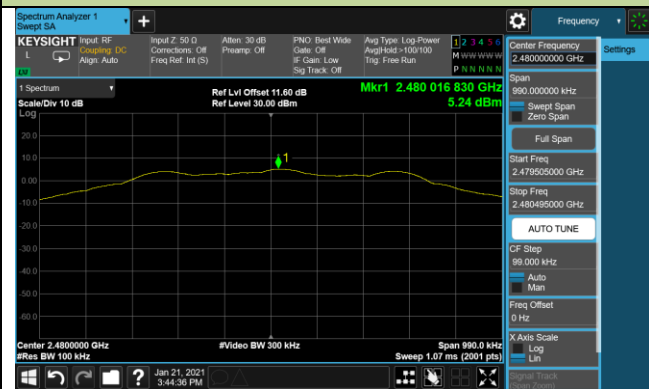 Spectrum Analyzer 1
Swept SA
+
Frequency
KEYSIGHT
L
Input: RF
Coupling: DC
Align: Auto
Input Z: 50 Ω
Corrections: Off
Freq Ref: Int (S)
Atten: 30 dB
Preamp: Off
PNO: Best Wide
Gate: Off
IF Gain: Low
Sig Track: Off
Avg Type: Log-Power
Avg|Hold:>100/100
Trig: Free Run
1 2 3 4 5 6
M W W W W W
P N N N N N
1 Spectrum
Scale/Div 10 dB
Log
Ref Lvl Offset 11.60 dB
Ref Level 30.00 dBm
Mkr1 2.480 016 830 GHz
5.24 dBm
20.0
10.0
0.00
-10.0
-20.0
-30.0
-40.0
-50.0
-60.0
1
Center 2.4800000 GHz
#Res BW 100 kHz
#Video BW 300 kHz
Span 990.0 kHz
Sweep 1.07 ms (2001 pts)
Jan 21, 2021
3:44:36 PM
?
Center Frequency
2.480000000 GHz
Settings
Span
990.000000 kHz
Swept Span
Zero Span
Full Span
Start Freq
2.479505000 GHz
Stop Freq
2.480495000 GHz
AUTO TUNE
CF Step
99.000 kHz
Auto
Man
Freq Offset
0 Hz
X Axis Scale
Log
Lin
Signal Track
(Span Zoom)